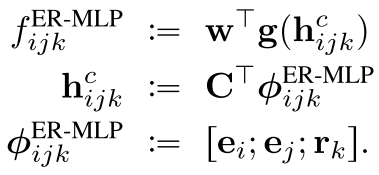 f_{ijk}^{ER-MLP} := w^⊤g(h_{ijk}^c)
h_{ijk}^c := C^⊤ϕ_{ijk}^{ER-MLP}
ϕ_{ijk}^{ER-MLP} := [e_i; e_j; r_k].